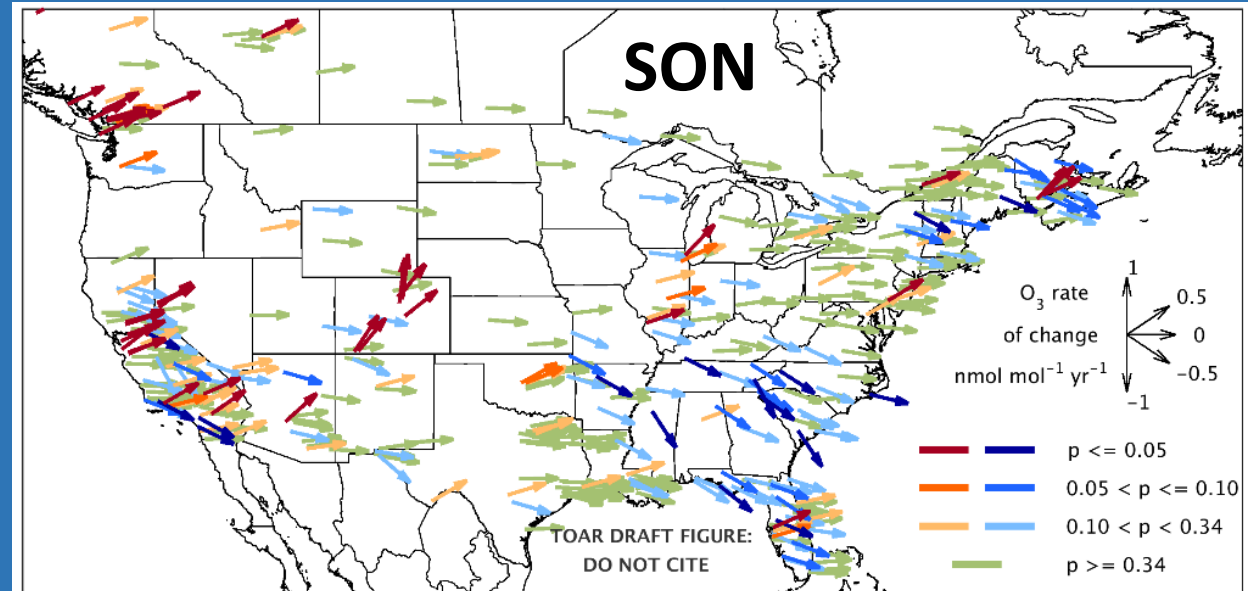 SON
1
O₃ rate
0.5
of change
0
nmol mol⁻¹ yr⁻¹
−0.5
−1
p <= 0.05
0.05 < p <= 0.10
0.10 < p < 0.34
p >= 0.34
TOAR DRAFT FIGURE:
DO NOT CITE